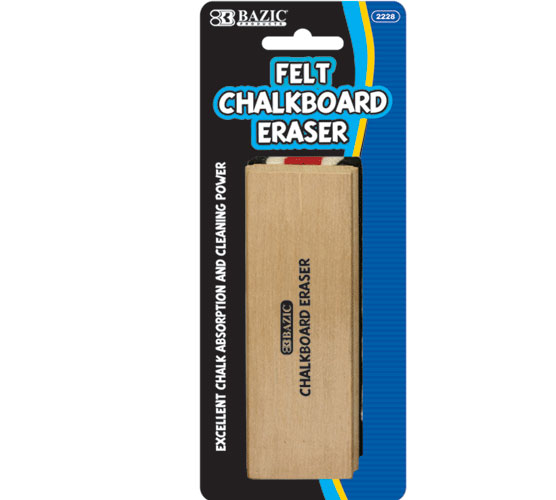 BAZIC
PRODUCTS
2228
FELT
CHALKBOARD
ERASER
EXCELLENT CHALK ABSORPTION AND CLEANING POWER
BAZIC
CHALKBOARD ERASER